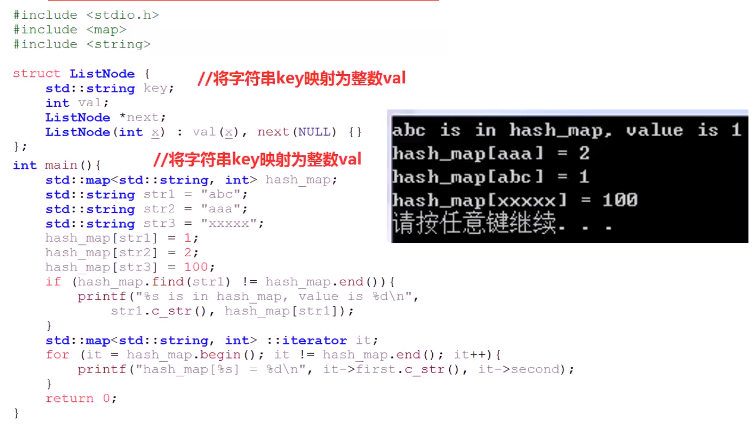 #include <stdio.h>
#include <map>
#include <string>
struct ListNode {
//将字符串key映射为整数val
std::string key;
int val;
ListNode *next;
ListNode(int x) : val(x), next(NULL) {}
};
//将字符串key映射为整数val
int main(){
std::map<std::string, int> hash_map;
std::string str1 = "abc";
std::string str2 = "aaa";
std::string str3 = "xxxxx";
hash_map[str1] = 1;
hash_map[str2] = 2;
hash_map[str3] = 100;
if (hash_map.find(str1) != hash_map.end()){
printf("%s is in hash_map, value is %d\n",
str1.c_str(), hash_map[str1]);
}
std::map<std::string, int> ::iterator it;
for (it = hash_map.begin(); it != hash_map.end(); it++){
printf("hash_map[%s] = %d\n", it->first.c_str(), it->second);
}
return 0;
}
abc is in hash_map, value is 1
hash_map[aaa] = 2
hash_map[abc] = 1
hash_map[xxxxx] = 100
请按任意键继续. . .